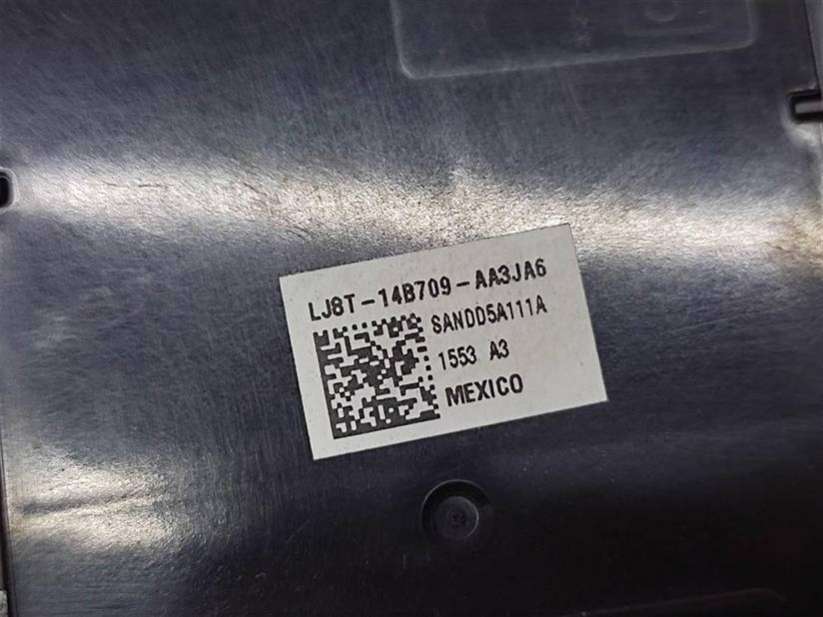 LJ8T-14B709-AA3JA6
SANDD5A111A
1553 A3
MEXICO